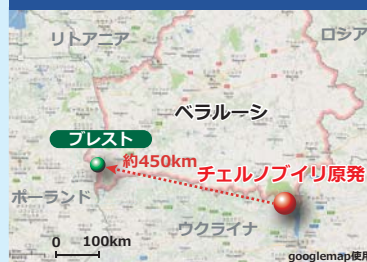 リトアニア
ロシア
ベラルーシ
ブレスト
約450km
チェルノブイリ原発
ポーランド
ウクライナ
0 100km
googlemap使用